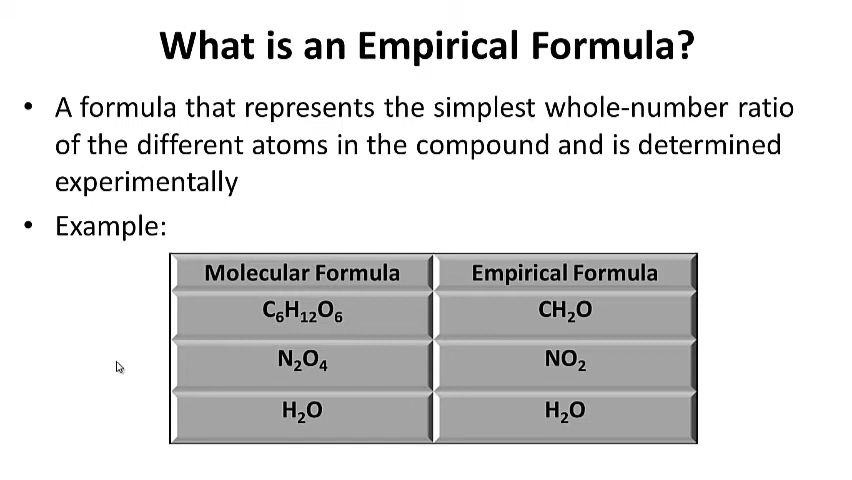 What is an Empirical Formula?
• A formula that represents the simplest whole-number ratio
of the different atoms in the compound and is determined
experimentally
• Example:
Molecular Formula Empirical Formula
C₆H₁₂O₆ CH₂O
N₂O₄ NO₂
H₂O H₂O